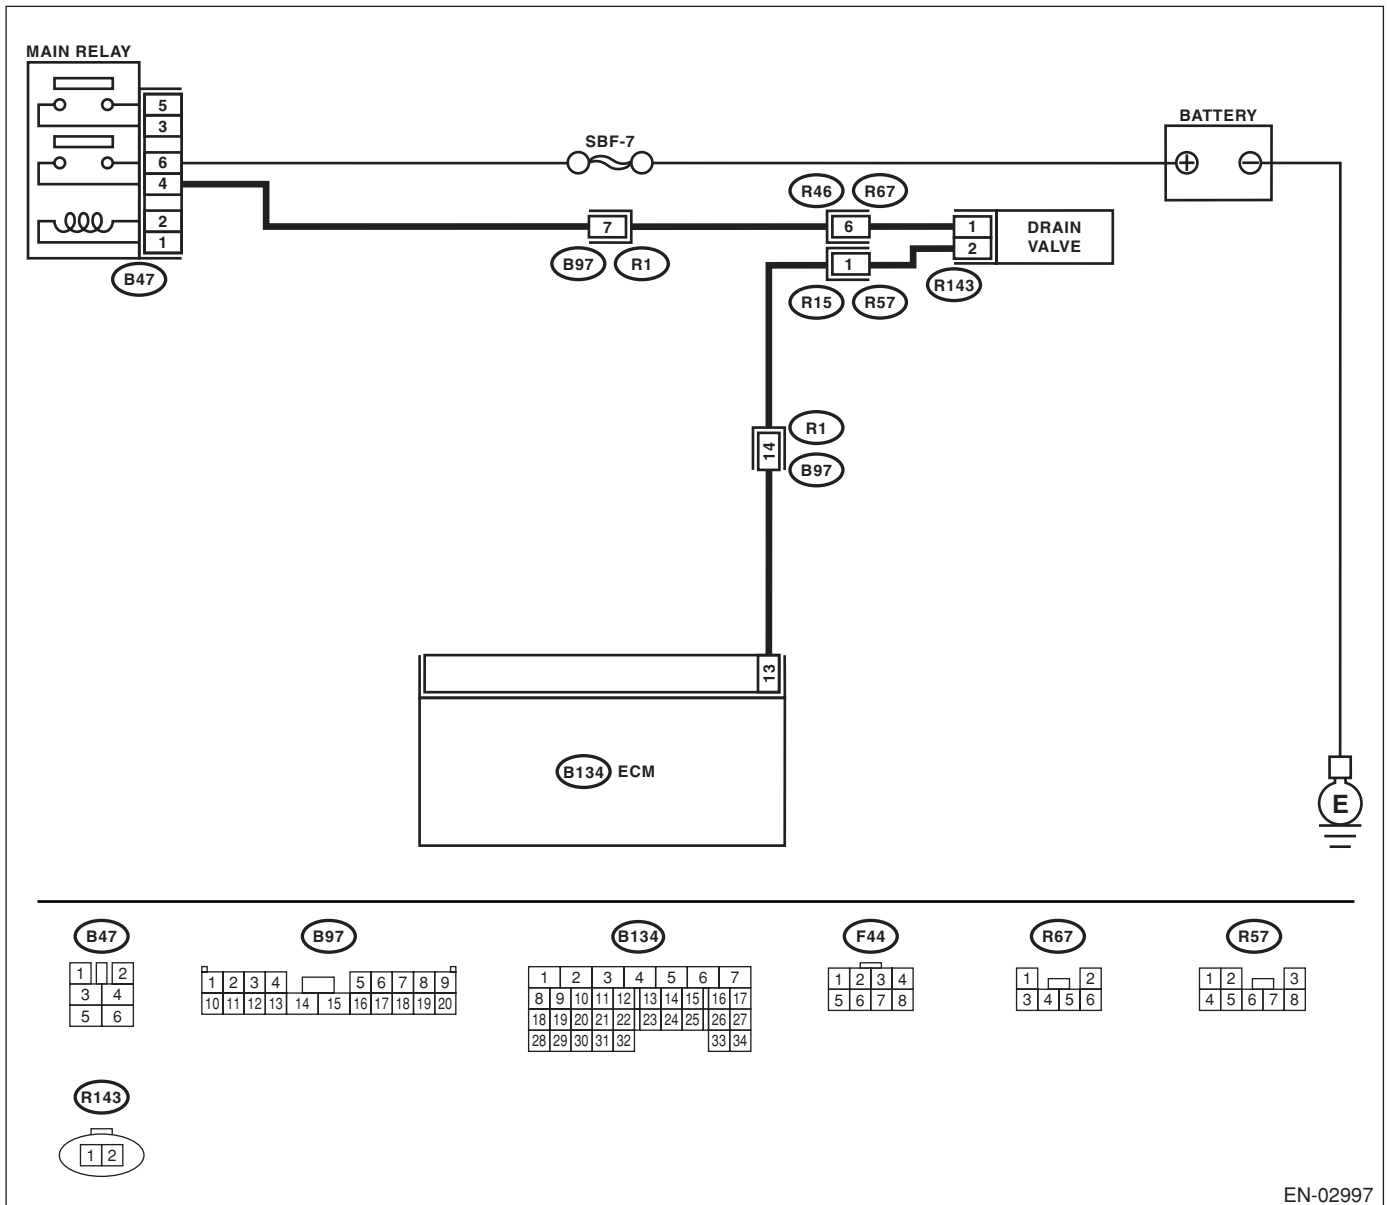 MAIN RELAY
5
3
6
4
2
1
B47
SBF-7
BATTERY
R46 R67
7
6
1
2
DRAIN
VALVE
B97 R1
1
R15 R57
R143
R1
14
B97
13
B134 ECM
E
B47
1 2
3 4
5 6
B97
1 2 3 4 5 6 7 8 9
10 11 12 13 14 15 16 17 18 19 20
B134
1 2 3 4 5 6 7
8 9 10 11 12 13 14 15 16 17
18 19 20 21 22 23 24 25 26 27
28 29 30 31 32 33 34
F44
1 2 3 4
5 6 7 8
R67
1 2
3 4 5 6
R57
1 2 3
4 5 6 7 8
R143
1 2
EN-02997